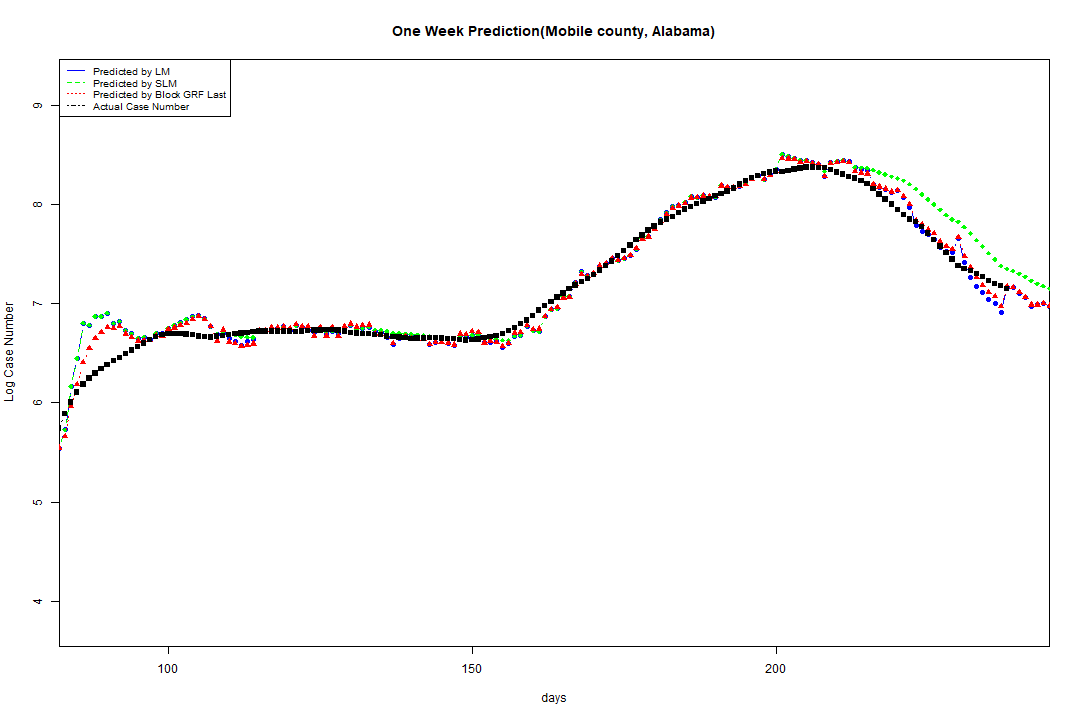 One Week Prediction(Mobile county, Alabama)
Predicted by LM
Predicted by SLM
Predicted by Block GRF Last
Actual Case Number
9
8
7
6
5
4
Log Case Number
100 150 200
days